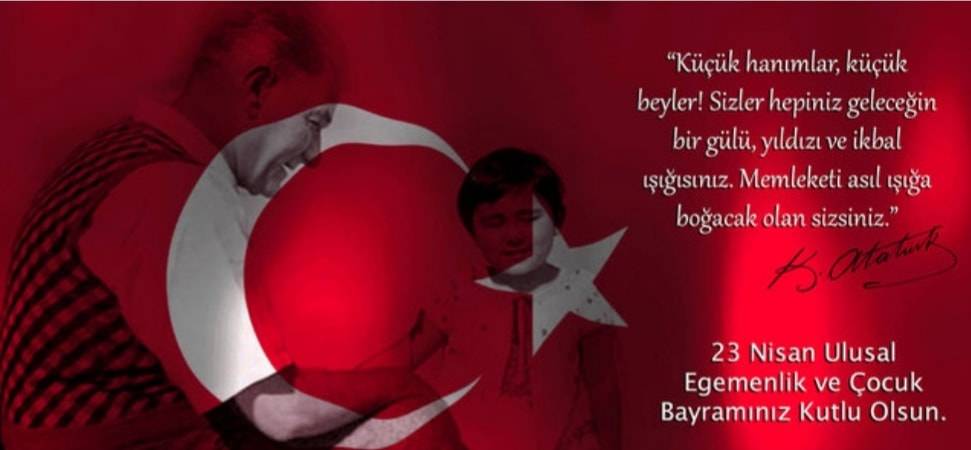 “Küçük hanımlar, küçük
beyler! Sizler hepiniz geleceğin
bir gülü, yıldızı ve ikbal
ışığısınız. Memleketi asıl ışığa
boğacak olan sizsiniz.”
K. Atatürk
23 Nisan Ulusal
Egemenlik ve Çocuk
Bayramınız Kutlu Olsun.